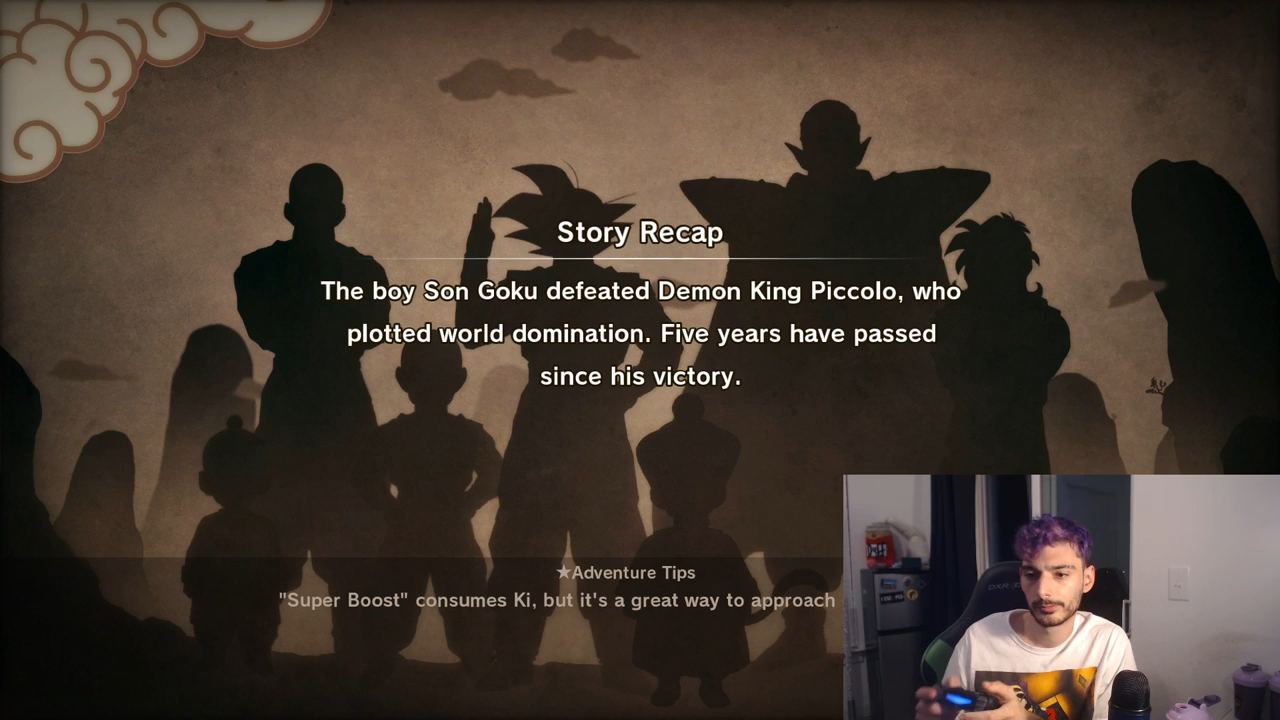 Story Recap
The boy Son Goku defeated Demon King Piccolo, who
plotted world domination. Five years have passed
since his victory.
★Adventure Tips
"Super Boost" consumes Ki, but it's a great way to approach
Duff